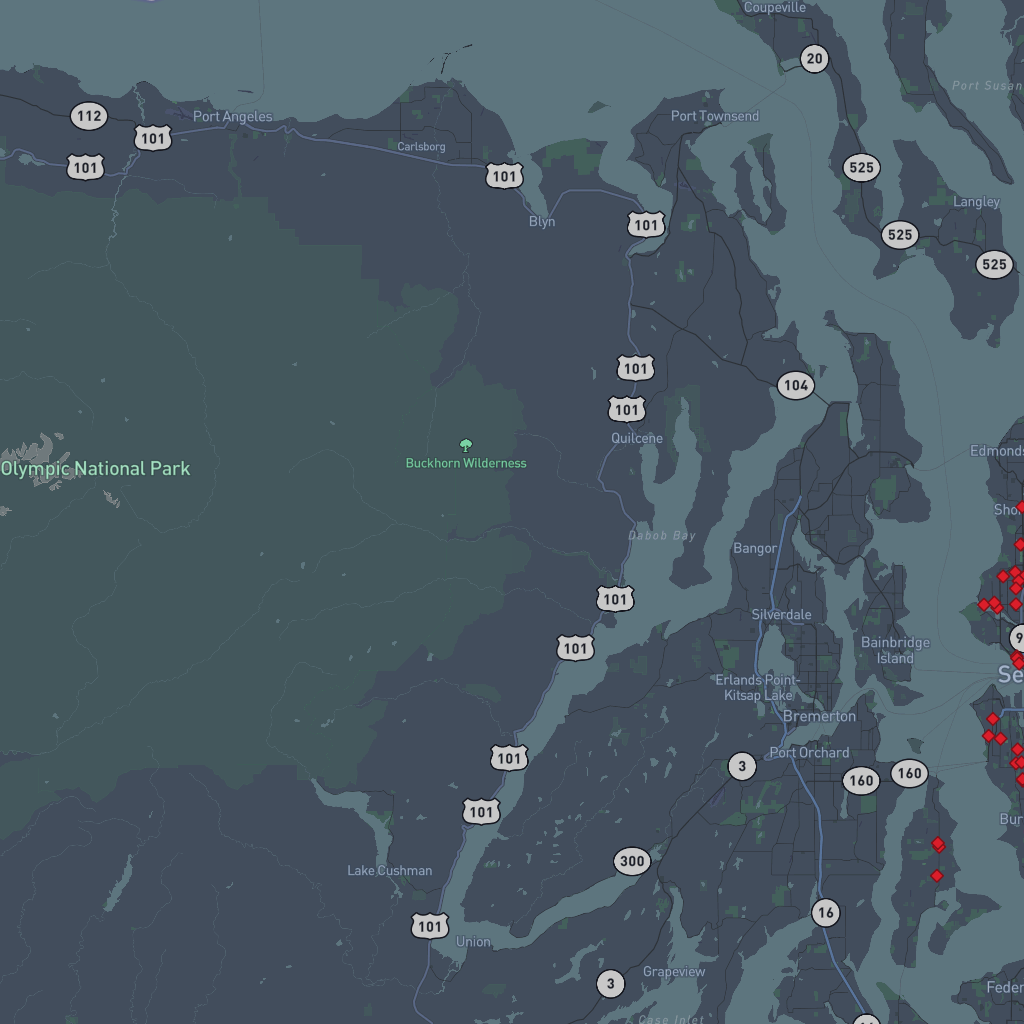 Coupeville
20
Port Susan
112
Port Angeles
Port Townsend
101
Carlsborg
101
525
101
Langley
Blyn
101
525
525
101
104
101
Quilcene
Edmonds
Buckhorn Wilderness
Olympic National Park
Dabob Bay
Bangor
101
Silverdale
101
Bainbridge
Island
Erlands Point-
Kitsap Lake
Bremerton
101
Port Orchard
3
160
160
101
300
Lake Cushman
16
101
Union
Grapeview
3
Case Inlet